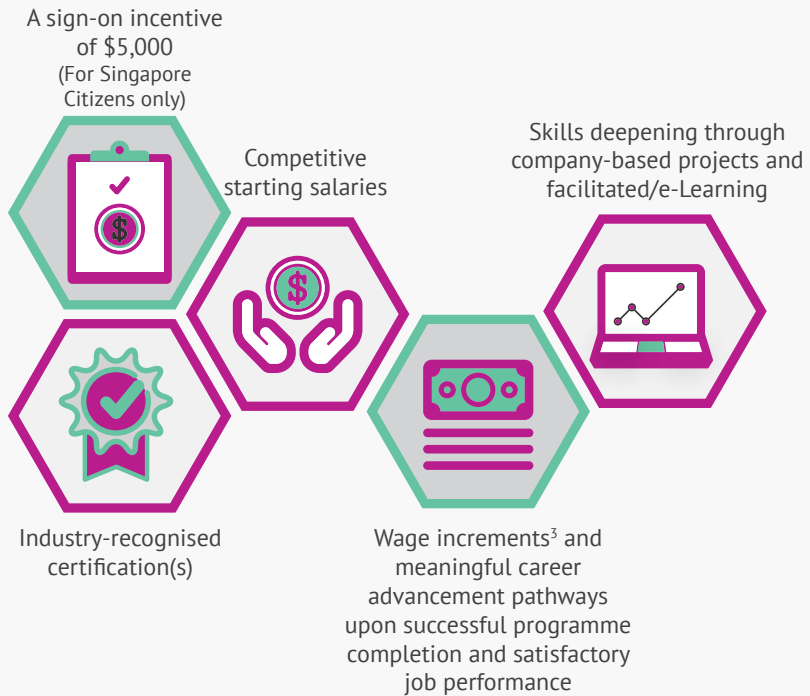 A sign-on incentive
of $5,000
(For Singapore
Citizens only)
$
Competitive
starting salaries
$
Skills deepening through
company-based projects and
facilitated/e-Learning
Industry-recognised
certification(s)
Wage increments³ and
meaningful career
advancement pathways
upon successful programme
completion and satisfactory
job performance